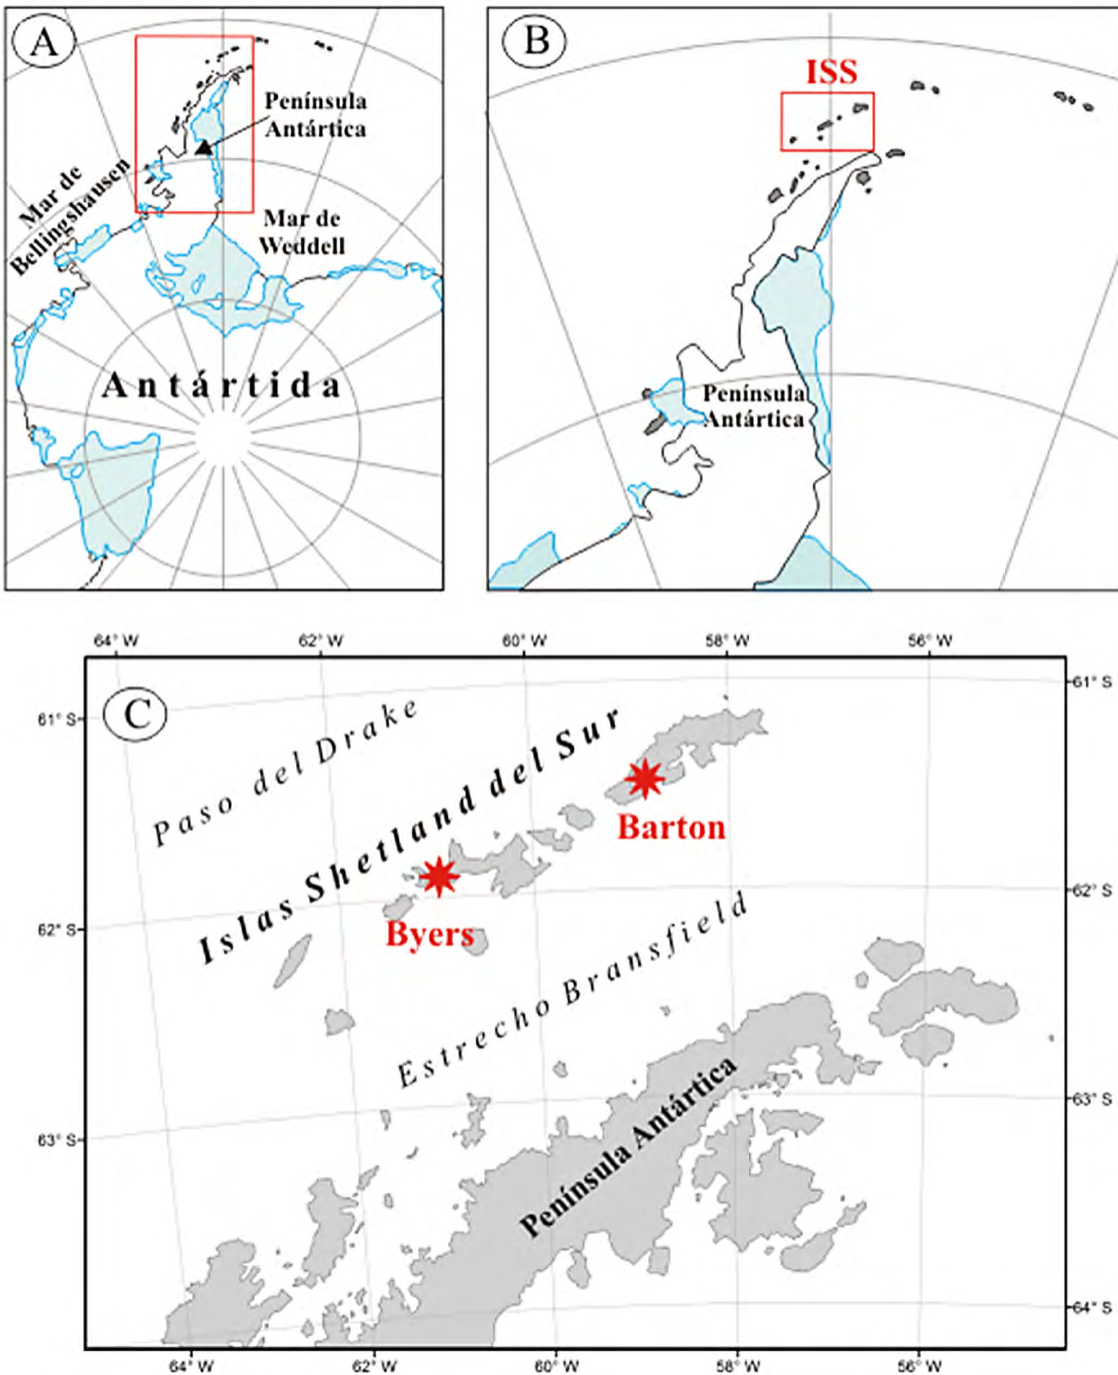 A
Península
Antártica
Mar de
Bellingshausen
Mar de
Weddell
Antártida
B
ISS
Península
Antártica
64° W
62° W
60° W
58° W
56° W
C
61° S
61° S
Paso del Drake
Islas Shetland del Sur
Barton
Byers
62° S
62° S
Estrecho Bransfield
Península Antártica
63° S
63° S
64° S
64° W
62° W
60° W
58° W
56° W